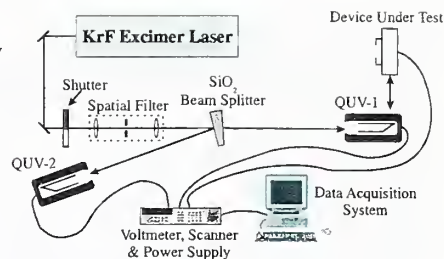 Device Under Test
KrF Excimer Laser
Shutter
SiO2
Beam Splitter
Spatial Filter
QUV-1
QUV-2
Data Acquisition
System
Voltmeter, Scanner
& Power Supply